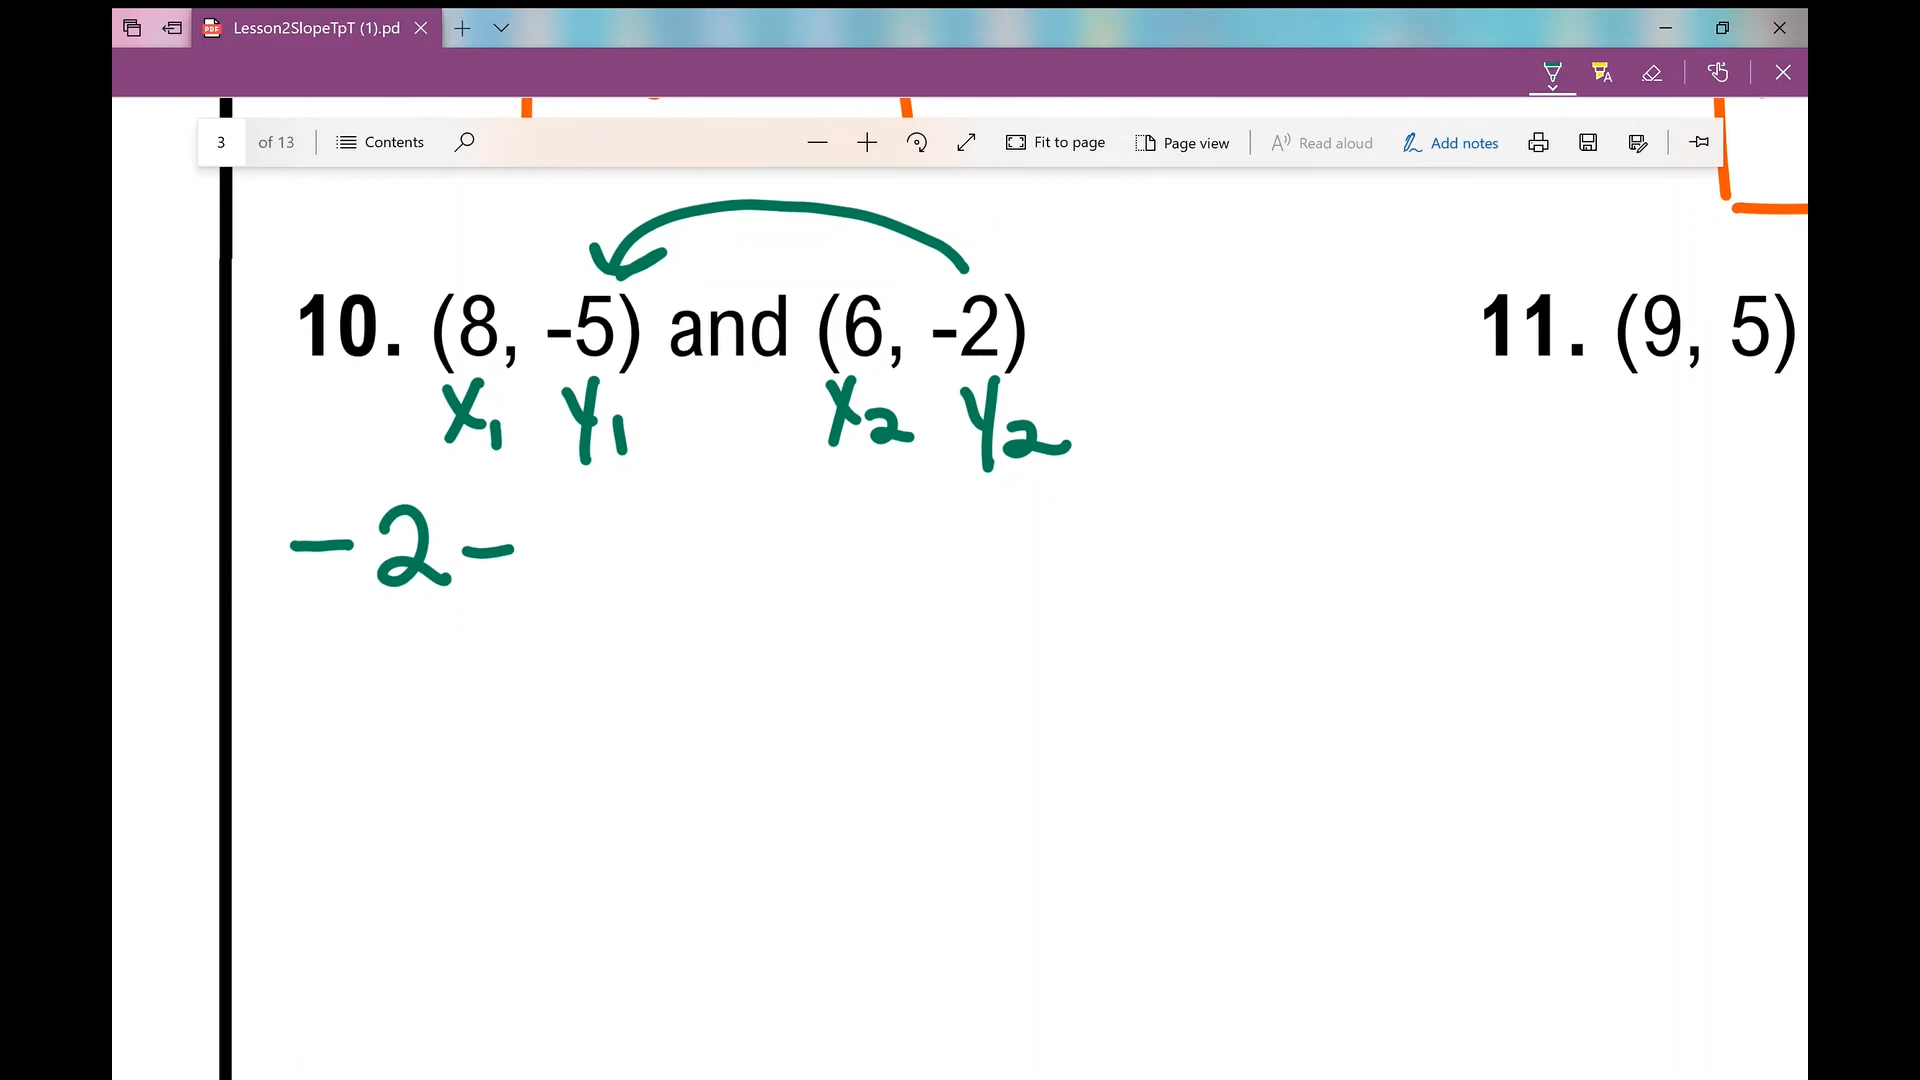 Lesson2SlopeTpT (1).pd
3 of 13 Contents Fit to page Page view Read aloud Add notes
10. (8, -5) and (6, -2)
11. (9, 5)
x₁ y₁ x₂ y₂
-2-